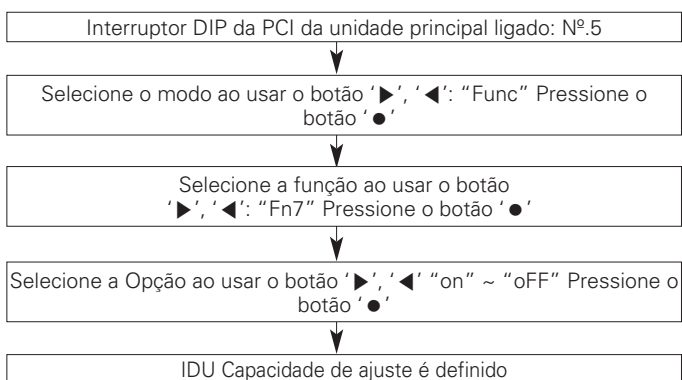 Interruptor DIP da PCI da unidade principal ligado: Nº.5
Selecione o modo ao usar o botão ‘▶’, ‘◀’: “Func” Pressione o
botão ‘●’
Selecione a função ao usar o botão
‘▶’, ‘◀’: “Fn7” Pressione o botão ‘●’
Selecione a Opção ao usar o botão ‘▶’, ‘◀’ “on” ~ “oFF” Pressione o
botão ‘●’
IDU Capacidade de ajuste é definido